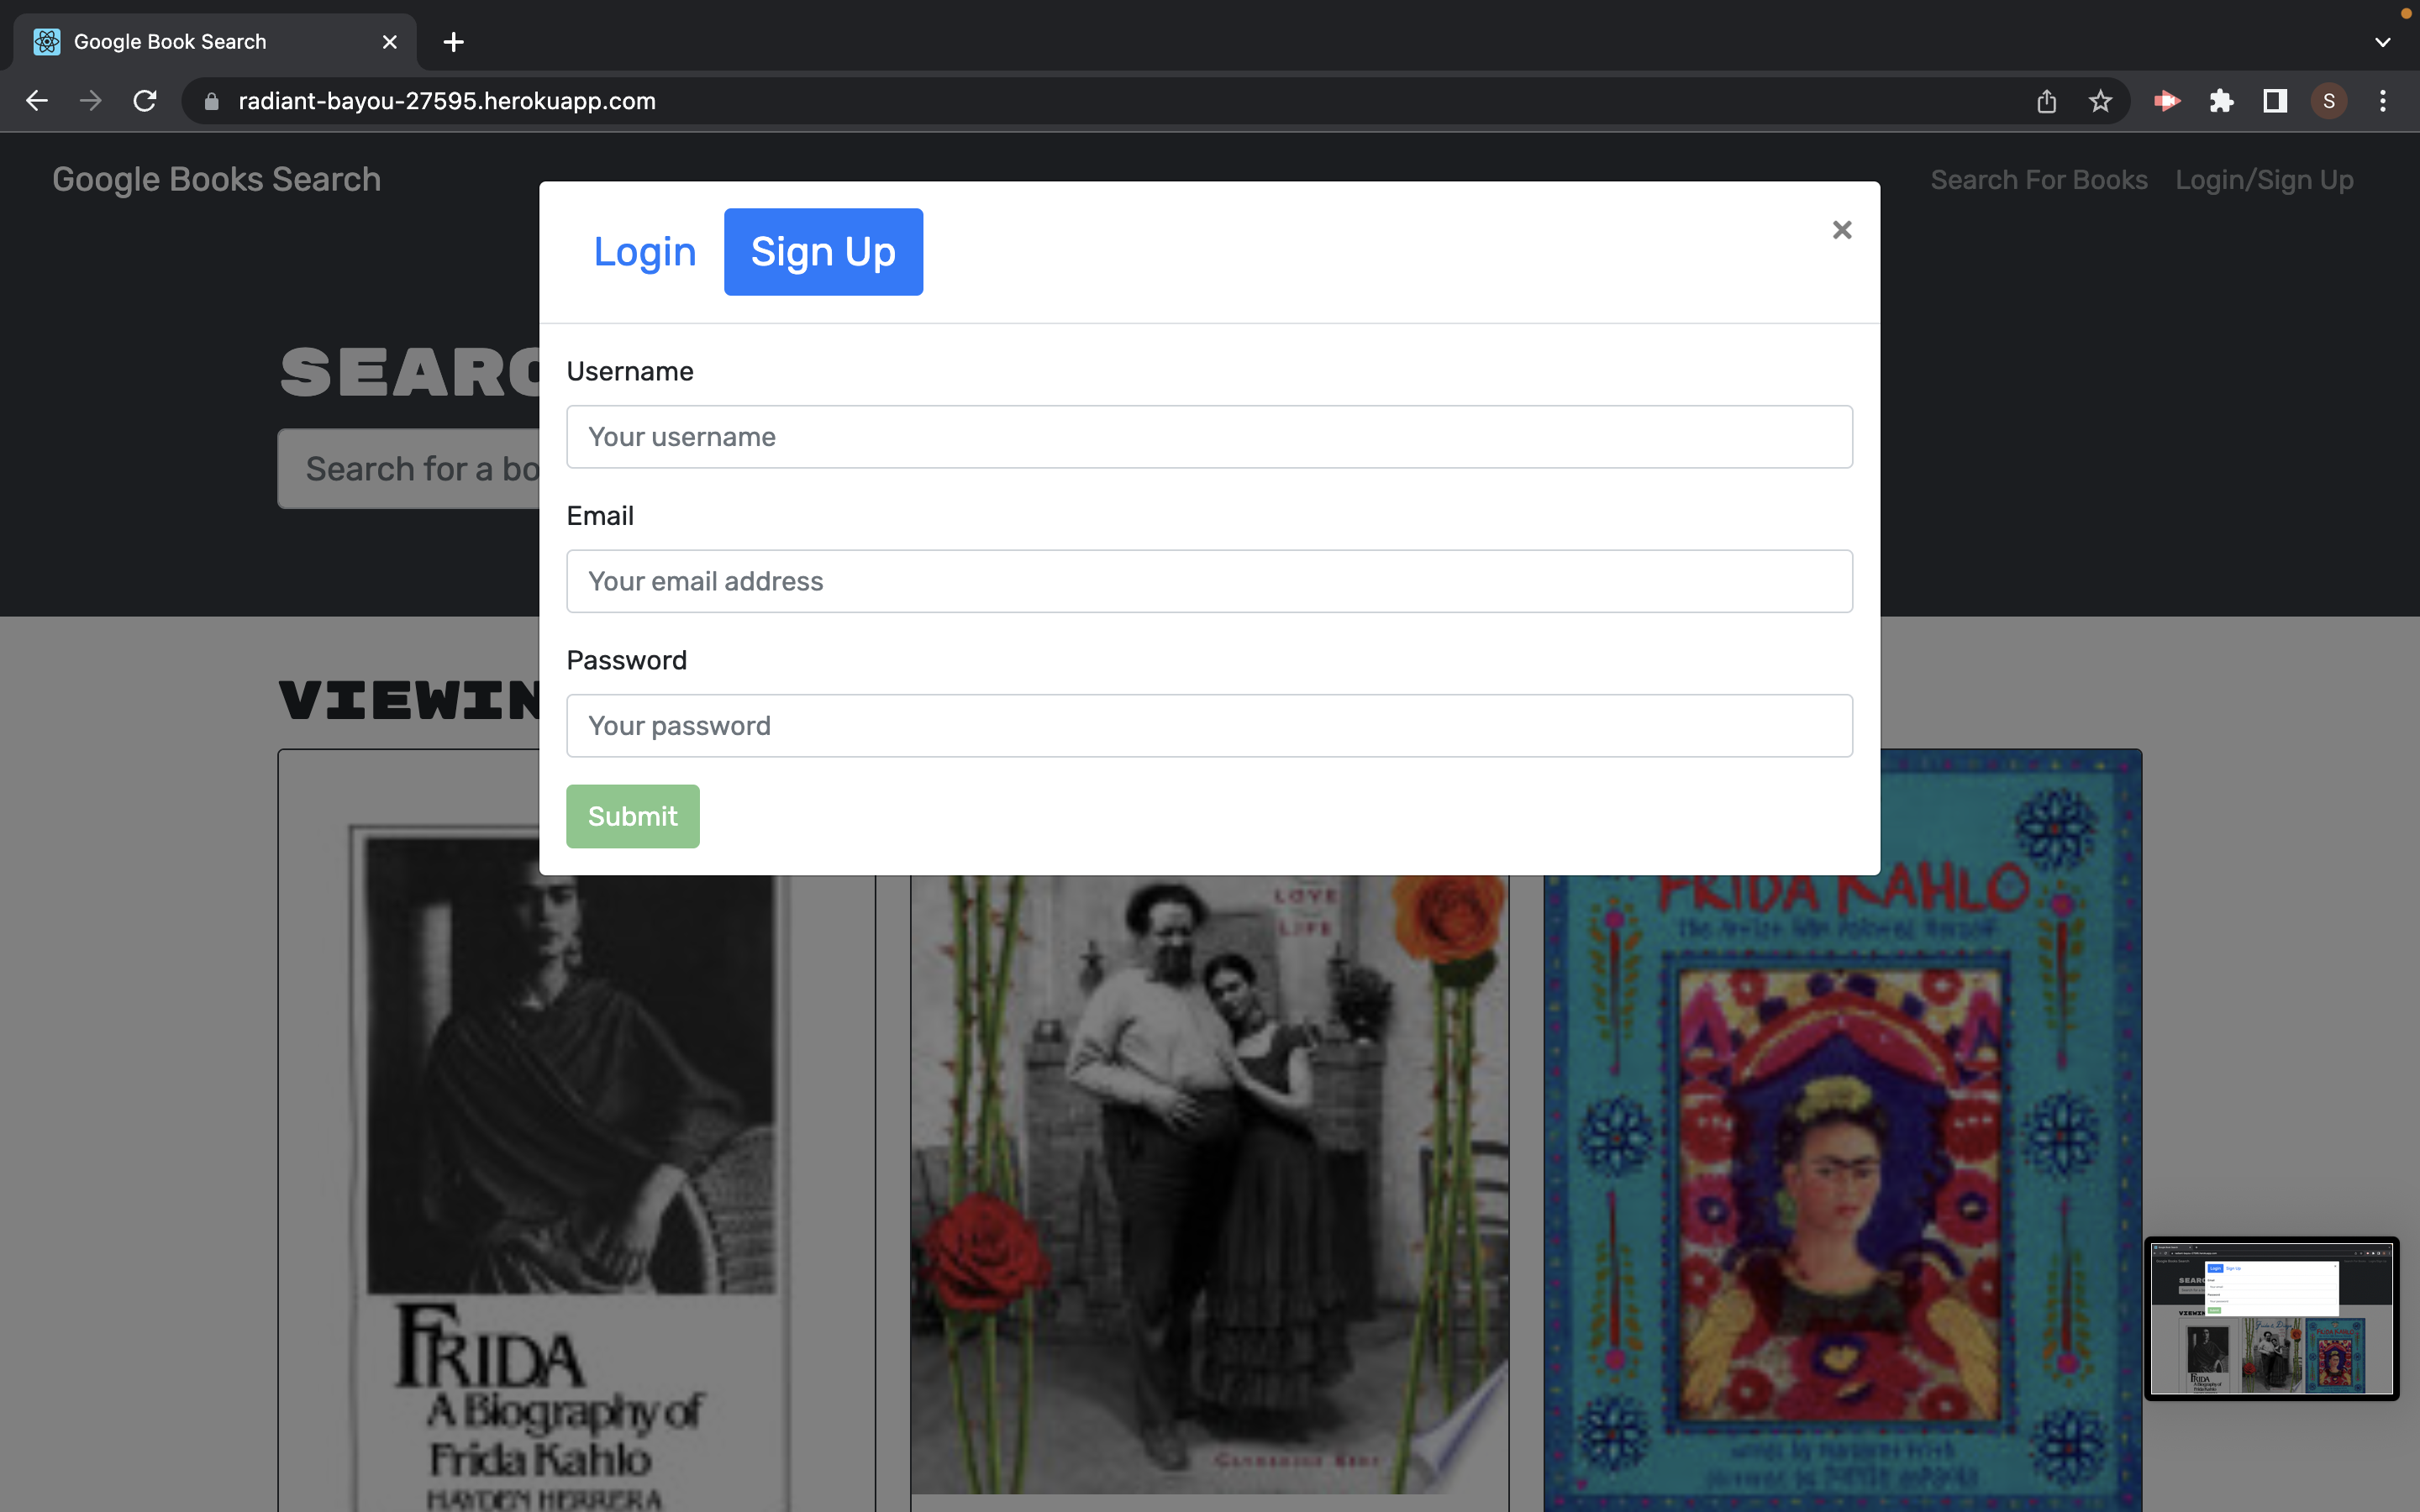 Google Book Search
radiant-bayou-27595.herokuapp.com
S
Google Books Search
Search For Books
Login/Sign Up
Login
Sign Up
Username
Your username
Email
Your email address
Password
Your password
Submit
SEARC
Search for a bo
VIEWIN
FRIDA
A Biography of
Frida Kahlo
HAYDEN HERRERA
LOVE
LIFE
FRIDA KAHLO